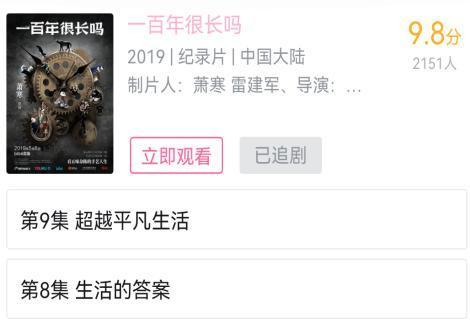 一百年很长吗
9.8分
2019 | 纪录片 | 中国大陆
2151人
制片人：萧寒 雷建军、导演：...
一百年很长吗
萧寒
立即观看
已追剧
第9集 超越平凡生活
第8集 生活的答案